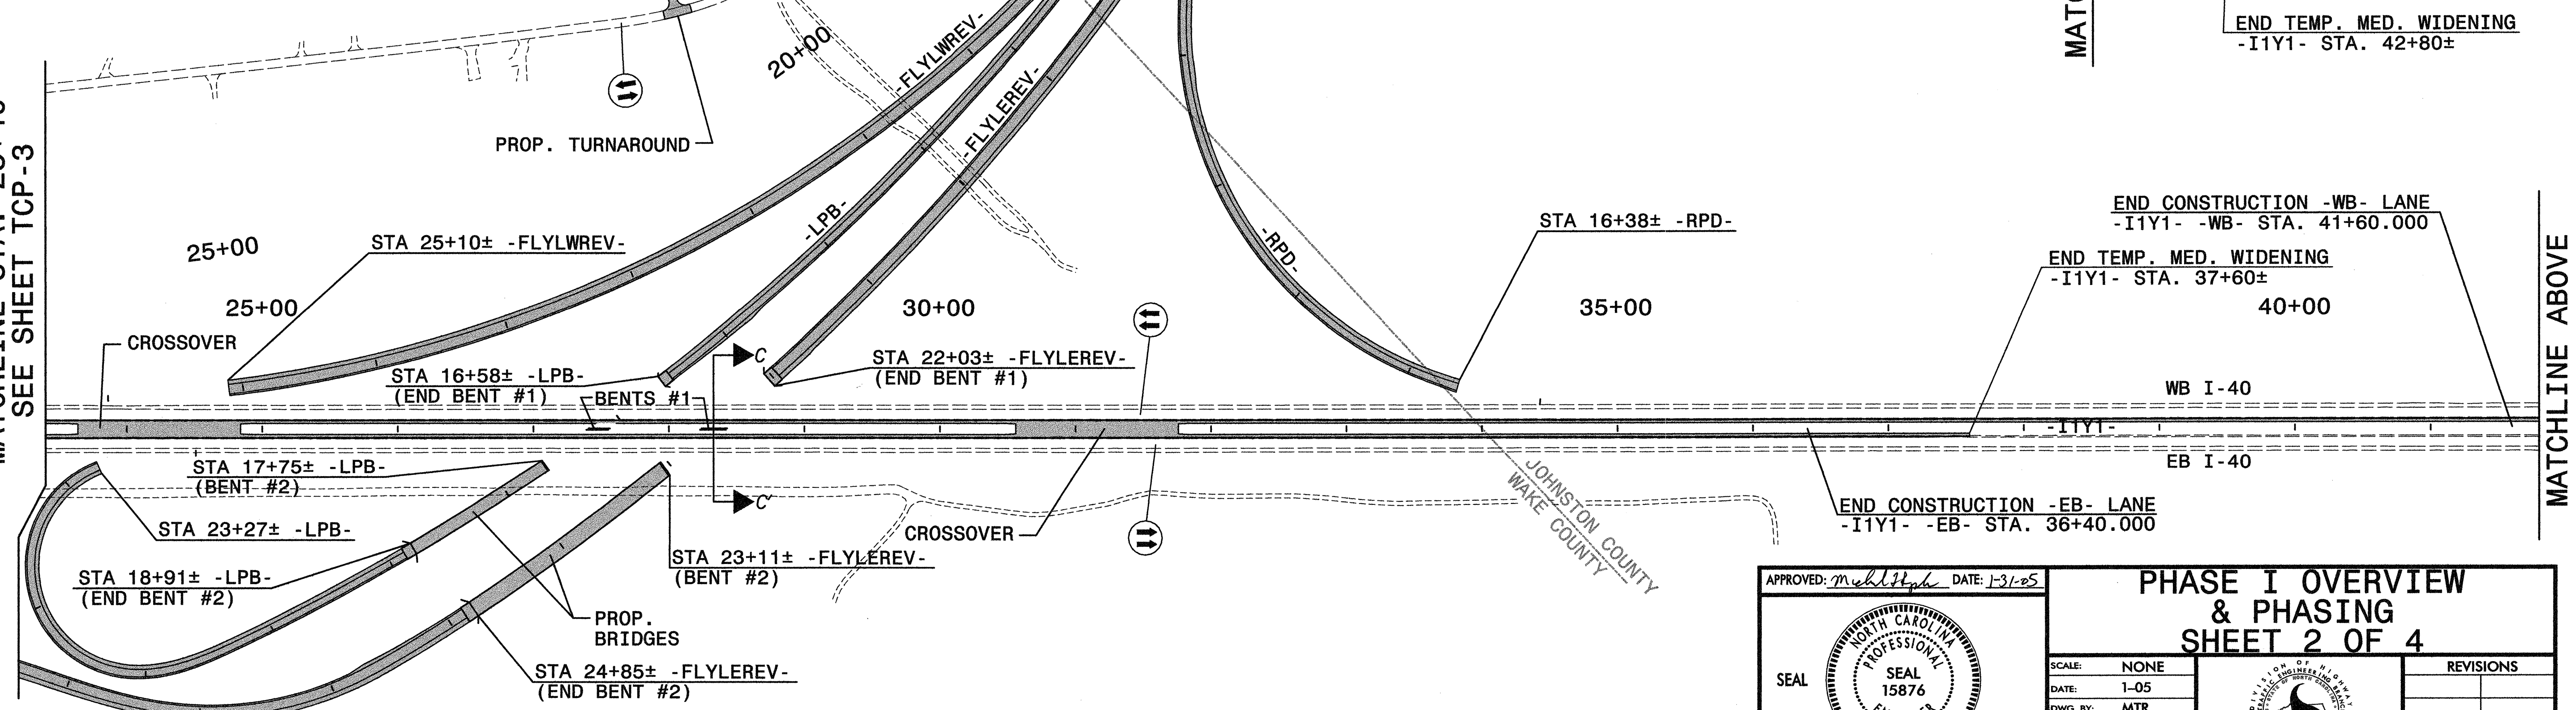 END TEMP. MED. WIDENING
-I1Y1- STA. 42+80±
20+00
-FLYLWREV-
-FLYLEREV-
PROP. TURNAROUND
SEE SHEET TCP-3
-LPB-
-RPD-
25+00
STA 25+10± -FLYLWREV-
STA 16+38± -RPD-
END CONSTRUCTION -WB- LANE
-I1Y1- -WB- STA. 41+60.000
END TEMP. MED. WIDENING
-I1Y1- STA. 37+60±
25+00
30+00
35+00
40+00
MATCHLINE ABOVE
CROSSOVER
C
STA 22+03± -FLYLEREV-
(END BENT #1)
STA 16+58± -LPB-
(END BENT #1)
BENTS #1
WB I-40
-I1Y1-
EB I-40
STA 17+75± -LPB-
(BENT #2)
C'
STA 23+27± -LPB-
CROSSOVER
JOHNSTON COUNTY
WAKE COUNTY
END CONSTRUCTION -EB- LANE
-I1Y1- -EB- STA. 36+40.000
STA 23+11± -FLYLEREV-
(BENT #2)
STA 18+91± -LPB-
(END BENT #2)
PROP.
BRIDGES
STA 24+85± -FLYLEREV-
(END BENT #2)
APPROVED: DATE: 1-31-05
PHASE I OVERVIEW
& PHASING
SHEET 2 OF 4
SEAL
NORTH CAROLINA
PROFESSIONAL
SEAL
15876
SCALE: NONE
DATE: 1-05
DWG. BY: MTR
REVISIONS